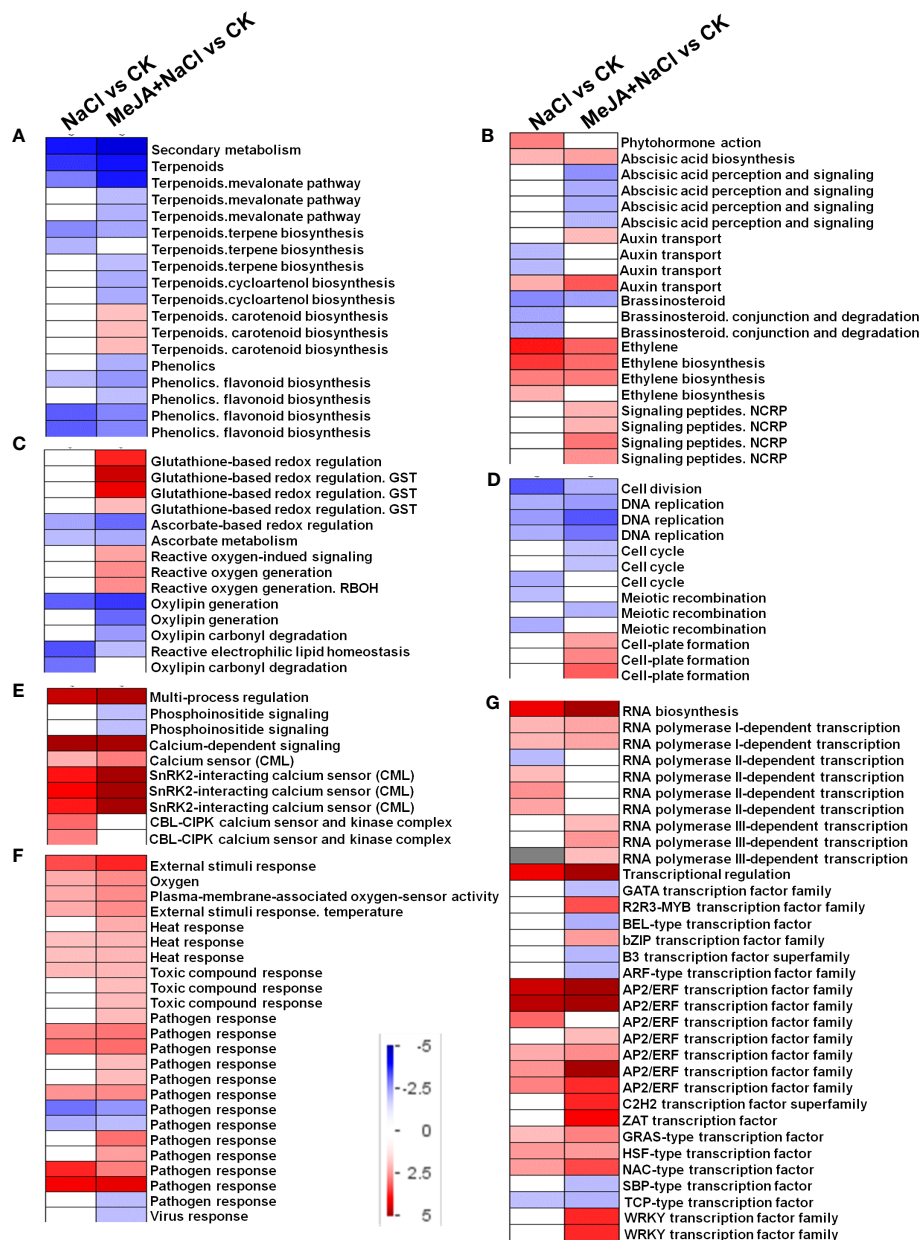 NaCl vs CK
MeJA+NaCl vs CK
A
Secondary metabolism
Terpenoids
Terpenoids.mevalonate pathway
Terpenoids.mevalonate pathway
Terpenoids.mevalonate pathway
Terpenoids.terpene biosynthesis
Terpenoids.terpene biosynthesis
Terpenoids.terpene biosynthesis
Terpenoids.cycloartenol biosynthesis
Terpenoids.cycloartenol biosynthesis
Terpenoids. carotenoid biosynthesis
Terpenoids. carotenoid biosynthesis
Terpenoids. carotenoid biosynthesis
Phenolics
Phenolics. flavonoid biosynthesis
Phenolics. flavonoid biosynthesis
Phenolics. flavonoid biosynthesis
Phenolics. flavonoid biosynthesis
NaCl vs CK
MeJA+NaCl vs CK
B
Phytohormone action
Abscisic acid biosynthesis
Abscisic acid perception and signaling
Abscisic acid perception and signaling
Abscisic acid perception and signaling
Abscisic acid perception and signaling
Auxin transport
Auxin transport
Auxin transport
Auxin transport
Brassinosteroid
Brassinosteroid. conjunction and degradation
Brassinosteroid. conjunction and degradation
Ethylene
Ethylene biosynthesis
Ethylene biosynthesis
Ethylene biosynthesis
Signaling peptides. NCRP
Signaling peptides. NCRP
Signaling peptides. NCRP
Signaling peptides. NCRP
C
Glutathione-based redox regulation
Glutathione-based redox regulation. GST
Glutathione-based redox regulation. GST
Glutathione-based redox regulation. GST
Ascorbate-based redox regulation
Ascorbate metabolism
Reactive oxygen-indued signaling
Reactive oxygen generation
Reactive oxygen generation. RBOH
Oxylipin generation
Oxylipin generation
Oxylipin carbonyl degradation
Reactive electrophilic lipid homeostasis
Oxylipin carbonyl degradation
D
Cell division
DNA replication
DNA replication
DNA replication
Cell cycle
Cell cycle
Cell cycle
Meiotic recombination
Meiotic recombination
Meiotic recombination
Cell-plate formation
Cell-plate formation
Cell-plate formation
E
Multi-process regulation
Phosphoinositide signaling
Phosphoinositide signaling
Calcium-dependent signaling
Calcium sensor (CML)
SnRK2-interacting calcium sensor (CML)
SnRK2-interacting calcium sensor (CML)
SnRK2-interacting calcium sensor (CML)
CBL-CIPK calcium sensor and kinase complex
CBL-CIPK calcium sensor and kinase complex
F
External stimuli response
Oxygen
Plasma-membrane-associated oxygen-sensor activity
External stimuli response. temperature
Heat response
Heat response
Heat response
Toxic compound response
Toxic compound response
Toxic compound response
Pathogen response
Pathogen response
Pathogen response
Pathogen response
Pathogen response
Pathogen response
Pathogen response
Pathogen response
Pathogen response
Pathogen response
Pathogen response
Pathogen response
Pathogen response
Virus response
-5
-2.5
0
2.5
5
G
RNA biosynthesis
RNA polymerase I-dependent transcription
RNA polymerase I-dependent transcription
RNA polymerase II-dependent transcription
RNA polymerase II-dependent transcription
RNA polymerase II-dependent transcription
RNA polymerase II-dependent transcription
RNA polymerase III-dependent transcription
RNA polymerase III-dependent transcription
RNA polymerase III-dependent transcription
Transcriptional regulation
GATA transcription factor family
R2R3-MYB transcription factor family
BEL-type transcription factor
bZIP transcription factor family
B3 transcription factor superfamily
ARF-type transcription factor family
AP2/ERF transcription factor family
AP2/ERF transcription factor family
AP2/ERF transcription factor family
AP2/ERF transcription factor family
AP2/ERF transcription factor family
AP2/ERF transcription factor family
AP2/ERF transcription factor family
C2H2 transcription factor superfamily
ZAT transcription factor
GRAS-type transcription factor
HSF-type transcription factor
NAC-type transcription factor
SBP-type transcription factor
TCP-type transcription factor
WRKY transcription factor family
WRKY transcription factor family